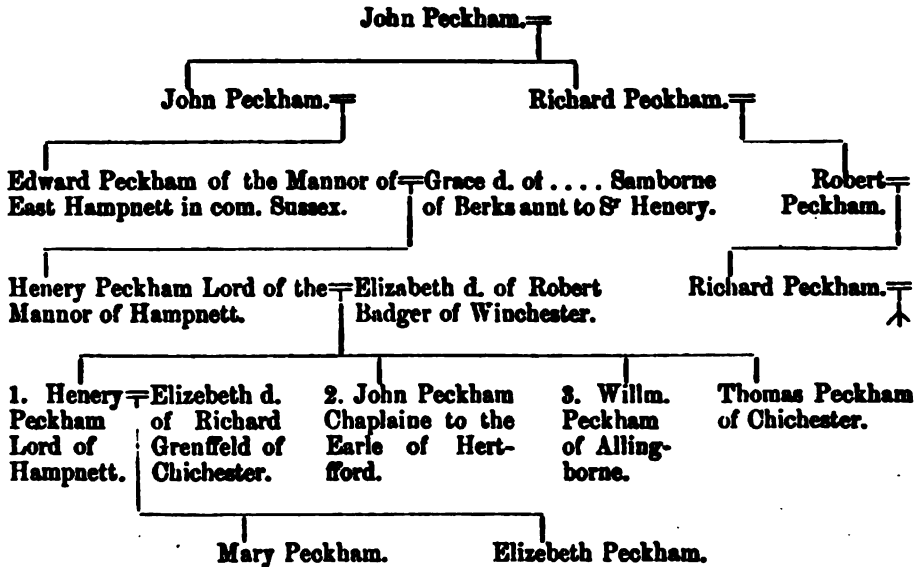 John Peckham.
John Peckham.
Richard Peckham.
Edward Peckham of the Mannor of
East Hampnett in com. Sussex.
Grace d. of .... Samborne
of Berks aunt to Sr Henery.
Robert
Peckham.
Henery Peckham Lord of the
Mannor of Hampnett.
Elizabeth d. of Robert
Badger of Winchester.
Richard Peckham.
1. Henery
Peckham
Lord of
Hampnett.
Elizebeth d.
of Richard
Grenffeld of
Chichester.
2. John Peckham
Chaplaine to the
Earle of Hert-
fford.
3. Willm.
Peckham
of Alling-
borne.
Thomas Peckham
of Chichester.
Mary Peckham.
Elizebeth Peckham.